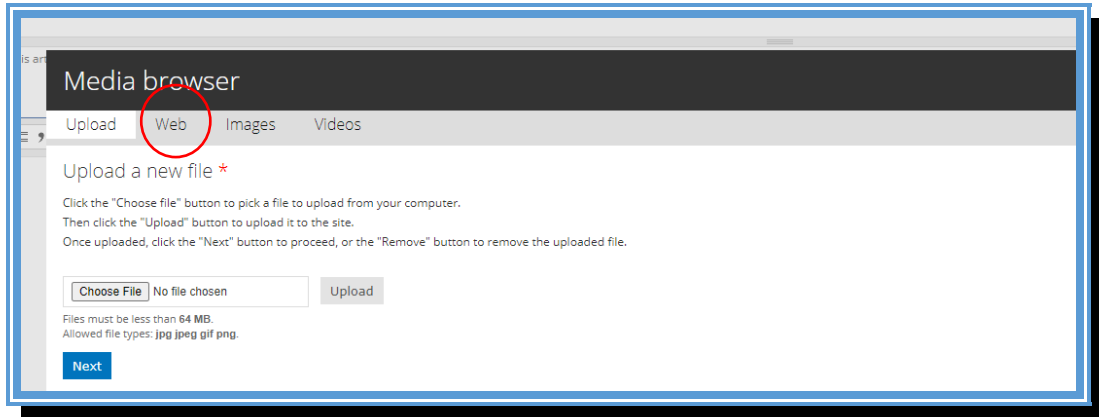 is art
Media browser
Upload Web Images Videos
Upload a new file *
Click the "Choose file" button to pick a file to upload from your computer.
Then click the "Upload" button to upload it to the site.
Once uploaded, click the "Next" button to proceed, or the "Remove" button to remove the uploaded file.
Choose File No file chosen Upload
Files must be less than 64 MB.
Allowed file types: jpg jpeg gif png.
Next